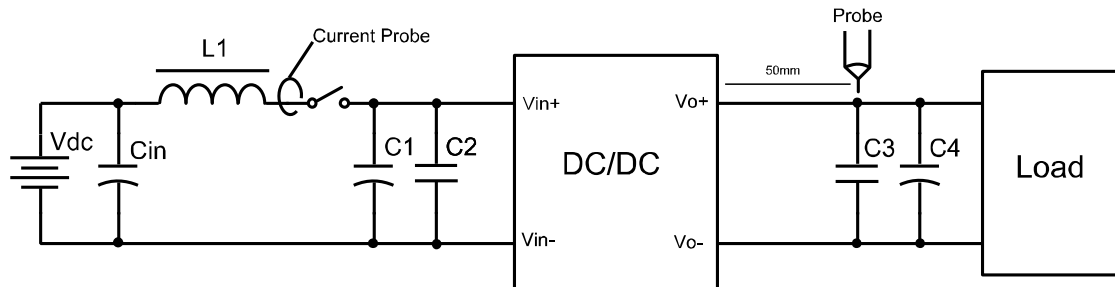 Probe
Current Probe
L1
50mm
Vin+
Vo+
Vdc
Cin
C1
C2
DC/DC
C3
C4
Load
Vin-
Vo-